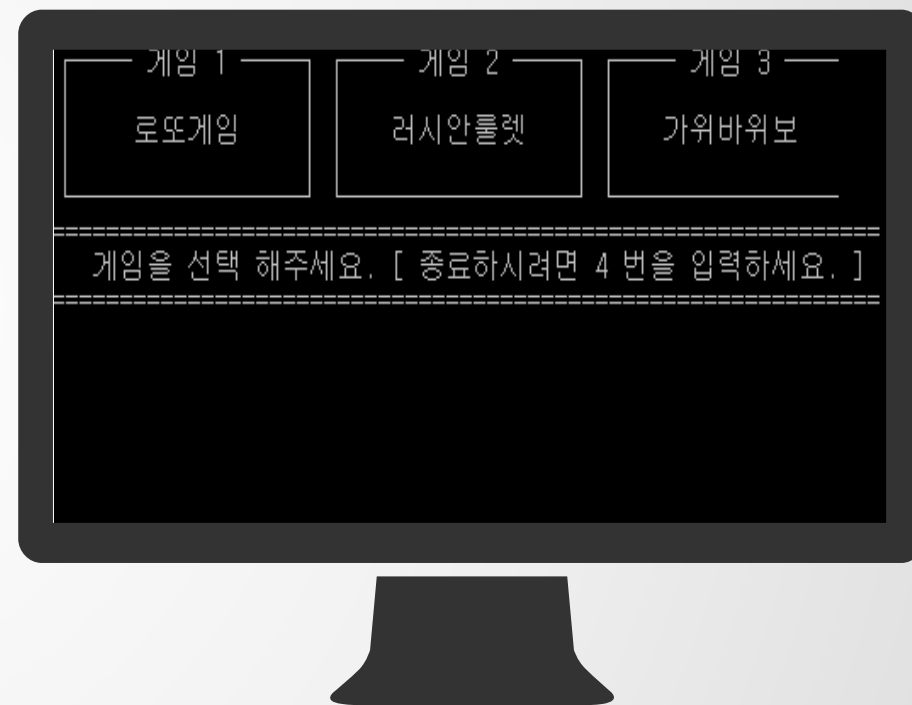 게임 1 게임 2 게임 3
로또게임 러시안룰렛 가위바위보
게임을 선택 해주세요. [ 종료하시려면 4 번을 입력하세요. ]